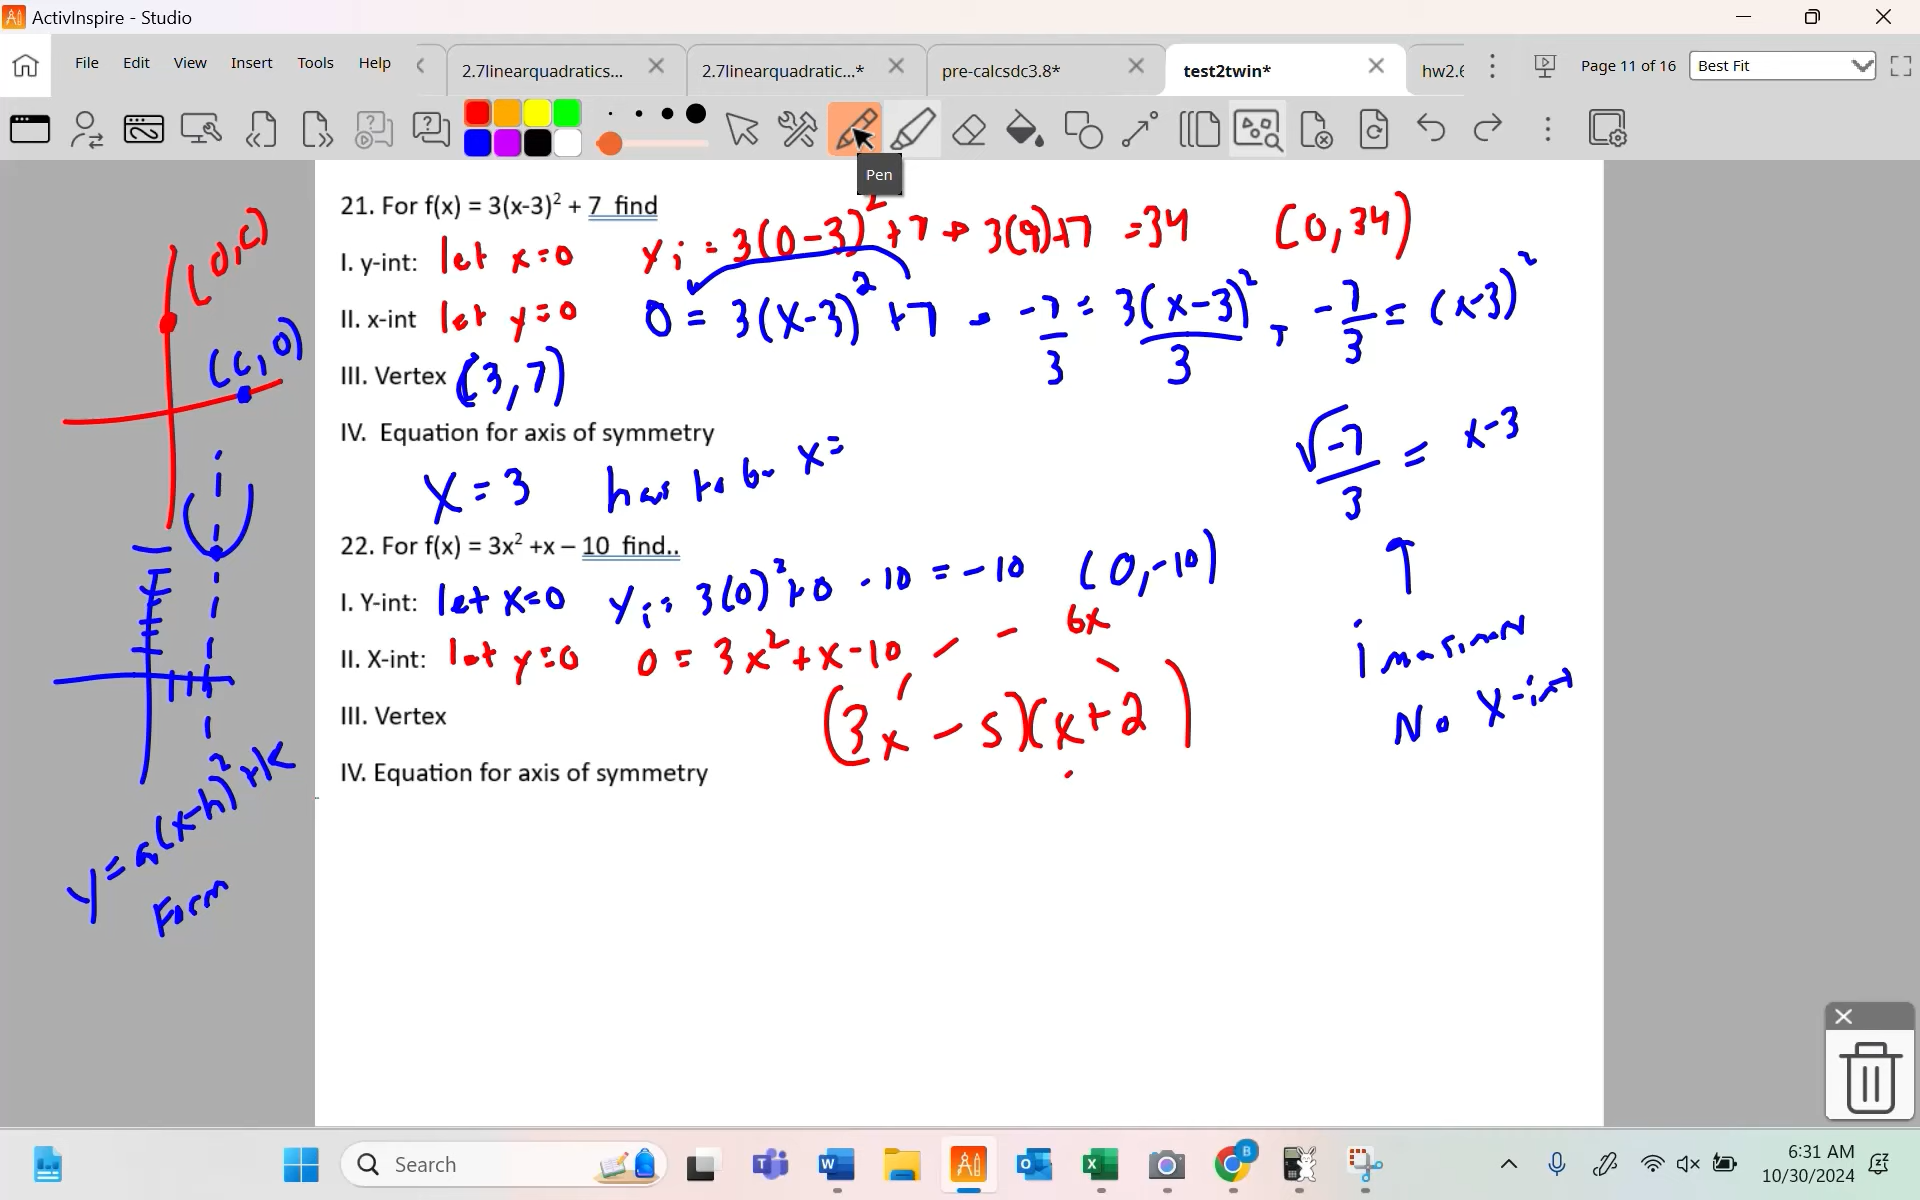 ActivInspire - Studio
File Edit View Insert Tools Help
2.7linearquadratics...
2.7linearquadratic...*
pre-calcsdc3.8*
test2twin*
hw2.6
Page 11 of 16
Best Fit
Pen
21. For f(x) = 3(x-3)² + 7 find
I. y-int: let x=0 yi = 3(0-3)²+7 → 3(9)+7 =34 (0,34)
II. x-int let y=0 0 = 3(x-3)²+7 - -7/3 = 3(x-3)²/3 , -7/3 = (x-3)²
III. Vertex (3,7)
IV. Equation for axis of symmetry
X=3 has to be x=
√-7/3 = x-3
imaginary
No X-int
22. For f(x) = 3x² +x – 10 find..
I. Y-int: let x=0 yi = 3(0)²+0 -10 = -10 (0,-10)
II. X-int: let y=0 0 = 3x²+x-10
6x
(3x - 5)(x+2)
III. Vertex
IV. Equation for axis of symmetry
(0,c)
(c,0)
y=a(x-h)²+k
Form
Search
6:31 AM
10/30/2024